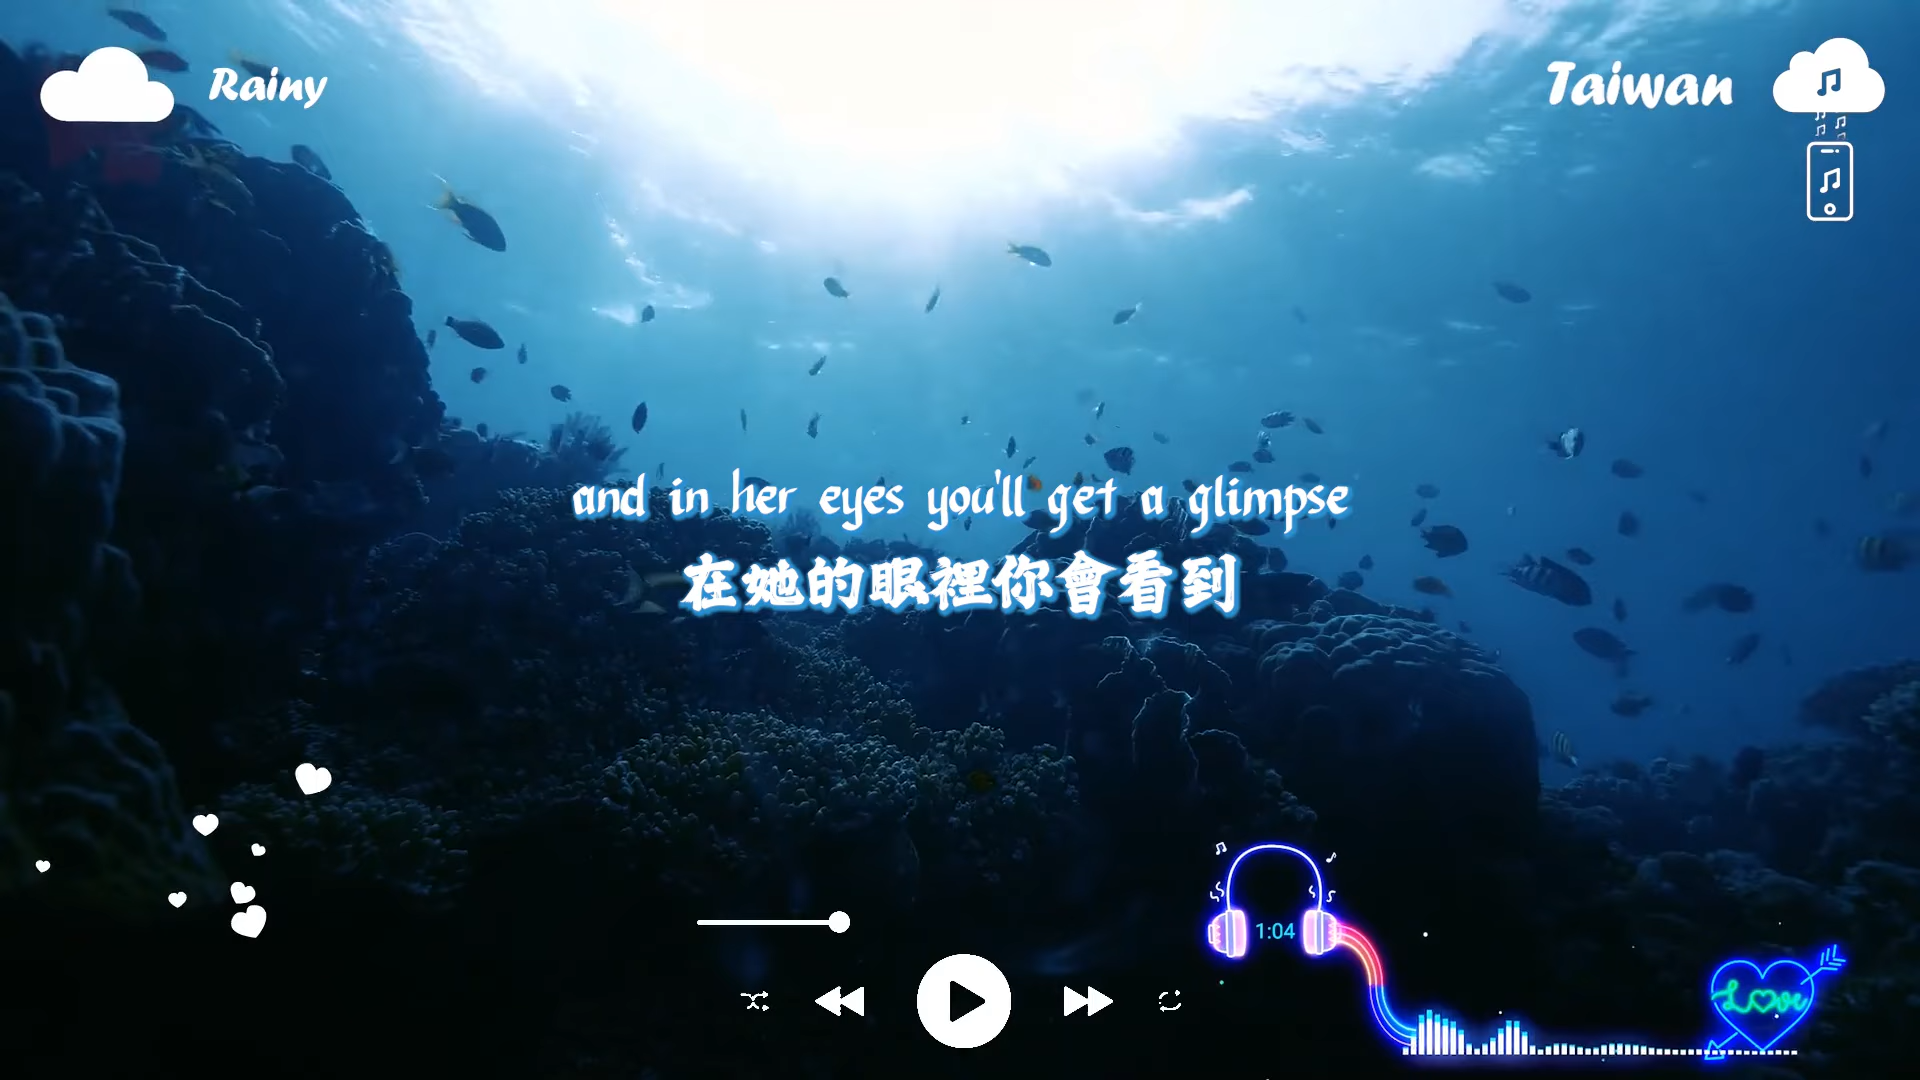 Rainy
Taiwan
and in her eyes you'll get a glimpse
在她的眼裡你會看到
1:04
Love